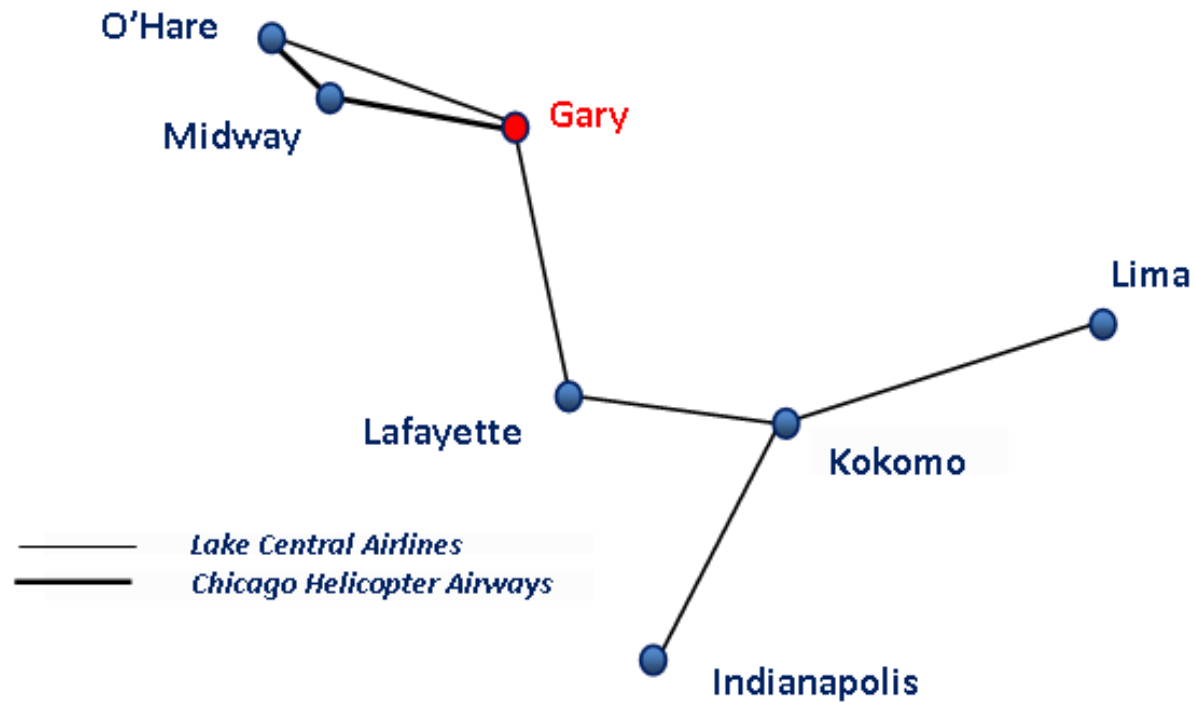 O’Hare
Gary
Midway
Lima
Lafayette
Kokomo
Lake Central Airlines
Chicago Helicopter Airways
Indianapolis